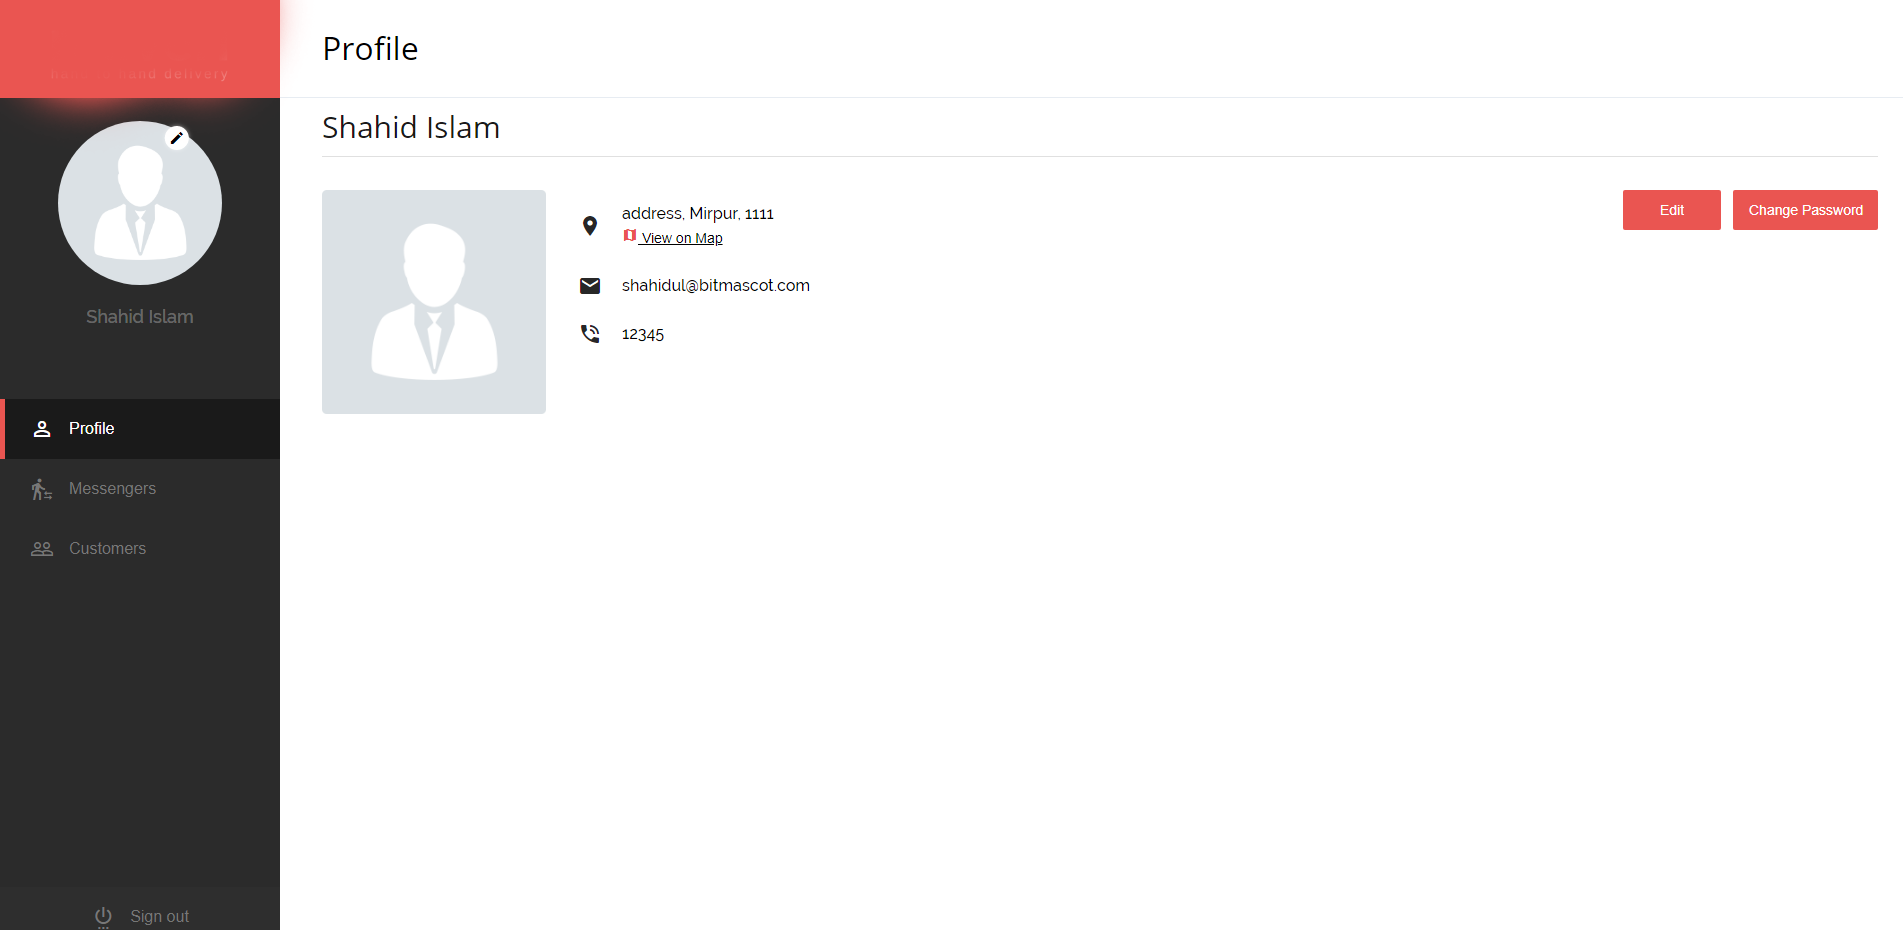 and delivery
Profile
Shahid Islam
address, Mirpur, 1111
View on Map
shahidul@bitmascot.com
12345
Edit
Change Password
Shahid Islam
Profile
Messengers
Customers
Sign out